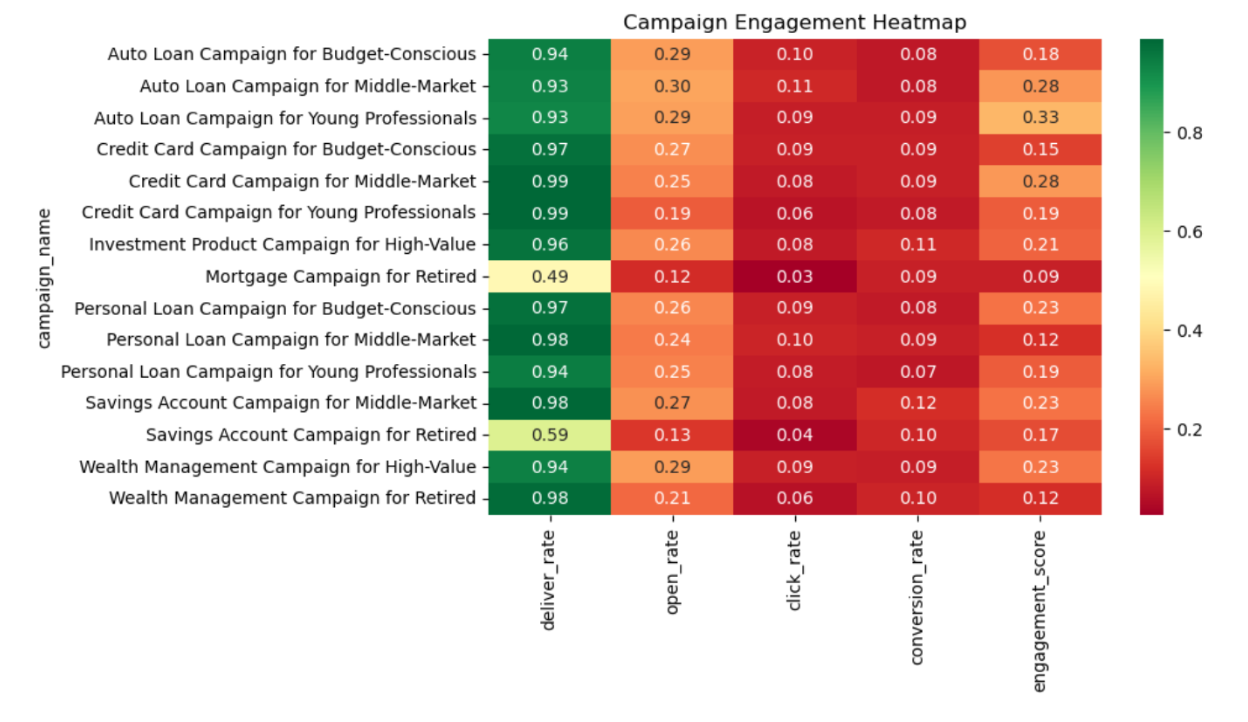 Campaign Engagement Heatmap
campaign_name
Auto Loan Campaign for Budget-Conscious 0.94 0.29 0.10 0.08 0.18
Auto Loan Campaign for Middle-Market 0.93 0.30 0.11 0.08 0.28
Auto Loan Campaign for Young Professionals 0.93 0.29 0.09 0.09 0.33
Credit Card Campaign for Budget-Conscious 0.97 0.27 0.09 0.09 0.15
Credit Card Campaign for Middle-Market 0.99 0.25 0.08 0.09 0.28
Credit Card Campaign for Young Professionals 0.99 0.19 0.06 0.08 0.19
Investment Product Campaign for High-Value 0.96 0.26 0.08 0.11 0.21
Mortgage Campaign for Retired 0.49 0.12 0.03 0.09 0.09
Personal Loan Campaign for Budget-Conscious 0.97 0.26 0.09 0.08 0.23
Personal Loan Campaign for Middle-Market 0.98 0.24 0.10 0.09 0.12
Personal Loan Campaign for Young Professionals 0.94 0.25 0.08 0.07 0.19
Savings Account Campaign for Middle-Market 0.98 0.27 0.08 0.12 0.23
Savings Account Campaign for Retired 0.59 0.13 0.04 0.10 0.17
Wealth Management Campaign for High-Value 0.94 0.29 0.09 0.09 0.23
Wealth Management Campaign for Retired 0.98 0.21 0.06 0.10 0.12
deliver_rate
open_rate
click_rate
conversion_rate
engagement_score
0.8
0.6
0.4
0.2